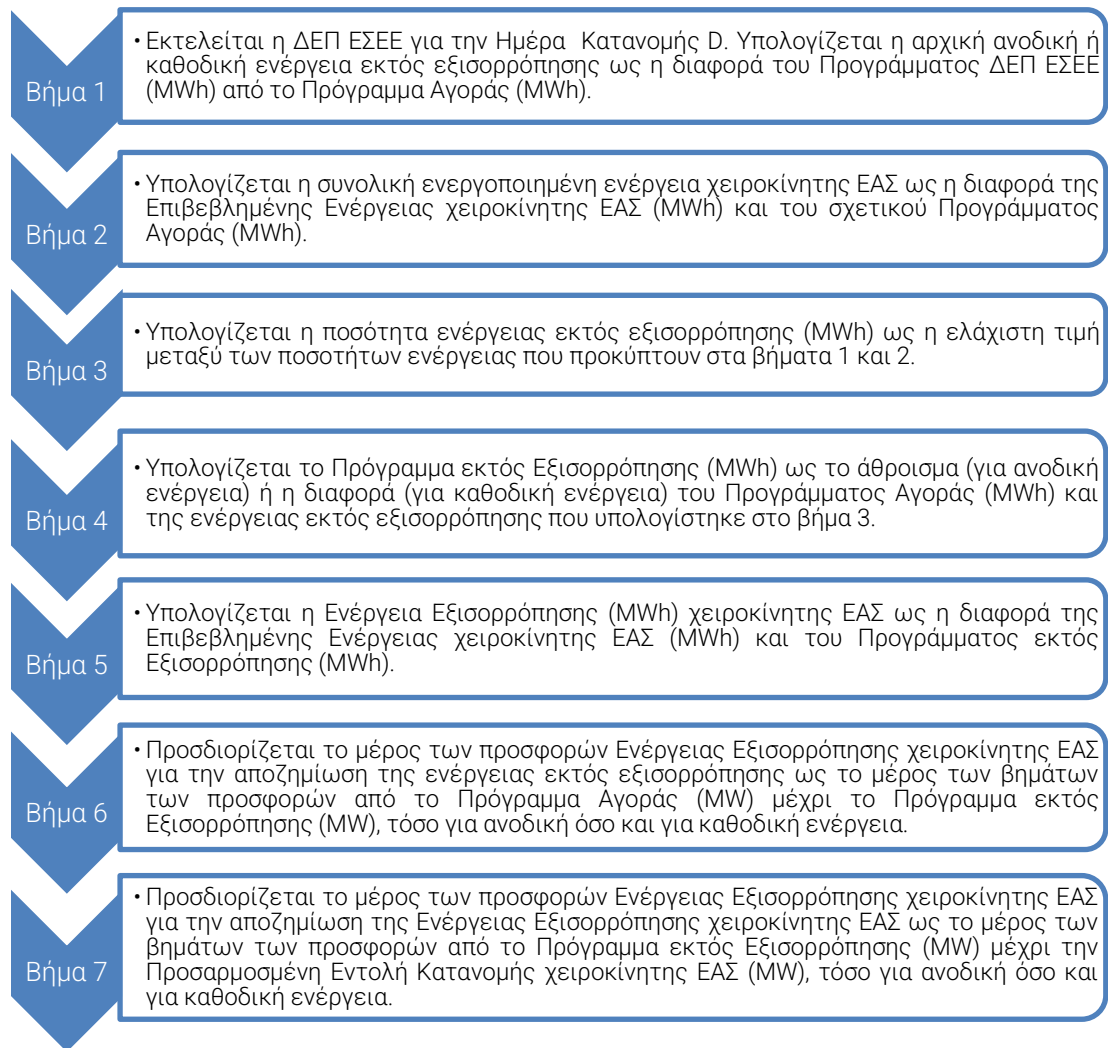 Βήμα 1
• Εκτελείται η ΔΕΠ ΕΣΕΕ για την Ημέρα Κατανομής D. Υπολογίζεται η αρχική ανοδική ή
καθοδική ενέργεια εκτός εξισορρόπησης ως η διαφορά του Προγράμματος ΔΕΠ ΕΣΕΕ
(MWh) από το Πρόγραμμα Αγοράς (MWh).
Βήμα 2
• Υπολογίζεται η συνολική ενεργοποιημένη ενέργεια χειροκίνητης ΕΑΣ ως η διαφορά της
Επιβεβλημένης Ενέργειας χειροκίνητης ΕΑΣ (MWh) και του σχετικού Προγράμματος
Αγοράς (MWh).
Βήμα 3
• Υπολογίζεται η ποσότητα ενέργειας εκτός εξισορρόπησης (MWh) ως η ελάχιστη τιμή
μεταξύ των ποσοτήτων ενέργειας που προκύπτουν στα βήματα 1 και 2.
Βήμα 4
• Υπολογίζεται το Πρόγραμμα εκτός Εξισορρόπησης (MWh) ως το άθροισμα (για ανοδική
ενέργεια) ή η διαφορά (για καθοδική ενέργεια) του Προγράμματος Αγοράς (MWh) και
της ενέργειας εκτός εξισορρόπησης που υπολογίστηκε στο βήμα 3.
Βήμα 5
• Υπολογίζεται η Ενέργεια Εξισορρόπησης (MWh) χειροκίνητης ΕΑΣ ως η διαφορά της
Επιβεβλημένης Ενέργειας χειροκίνητης ΕΑΣ (MWh) και του Προγράμματος εκτός
Εξισορρόπησης (MWh).
Βήμα 6
• Προσδιορίζεται το μέρος των προσφορών Ενέργειας Εξισορρόπησης χειροκίνητης ΕΑΣ
για την αποζημίωση της ενέργειας εκτός εξισορρόπησης ως το μέρος των βημάτων
των προσφορών από το Πρόγραμμα Αγοράς (MW) μέχρι το Πρόγραμμα εκτός
Εξισορρόπησης (MW), τόσο για ανοδική όσο και για καθοδική ενέργεια.
Βήμα 7
• Προσδιορίζεται το μέρος των προσφορών Ενέργειας Εξισορρόπησης χειροκίνητης ΕΑΣ
για την αποζημίωση της Ενέργειας Εξισορρόπησης χειροκίνητης ΕΑΣ ως το μέρος των
βημάτων των προσφορών από το Πρόγραμμα εκτός Εξισορρόπησης (MW) μέχρι την
Προσαρμοσμένη Εντολή Κατανομής χειροκίνητης ΕΑΣ (MW), τόσο για ανοδική όσο και
για καθοδική ενέργεια.